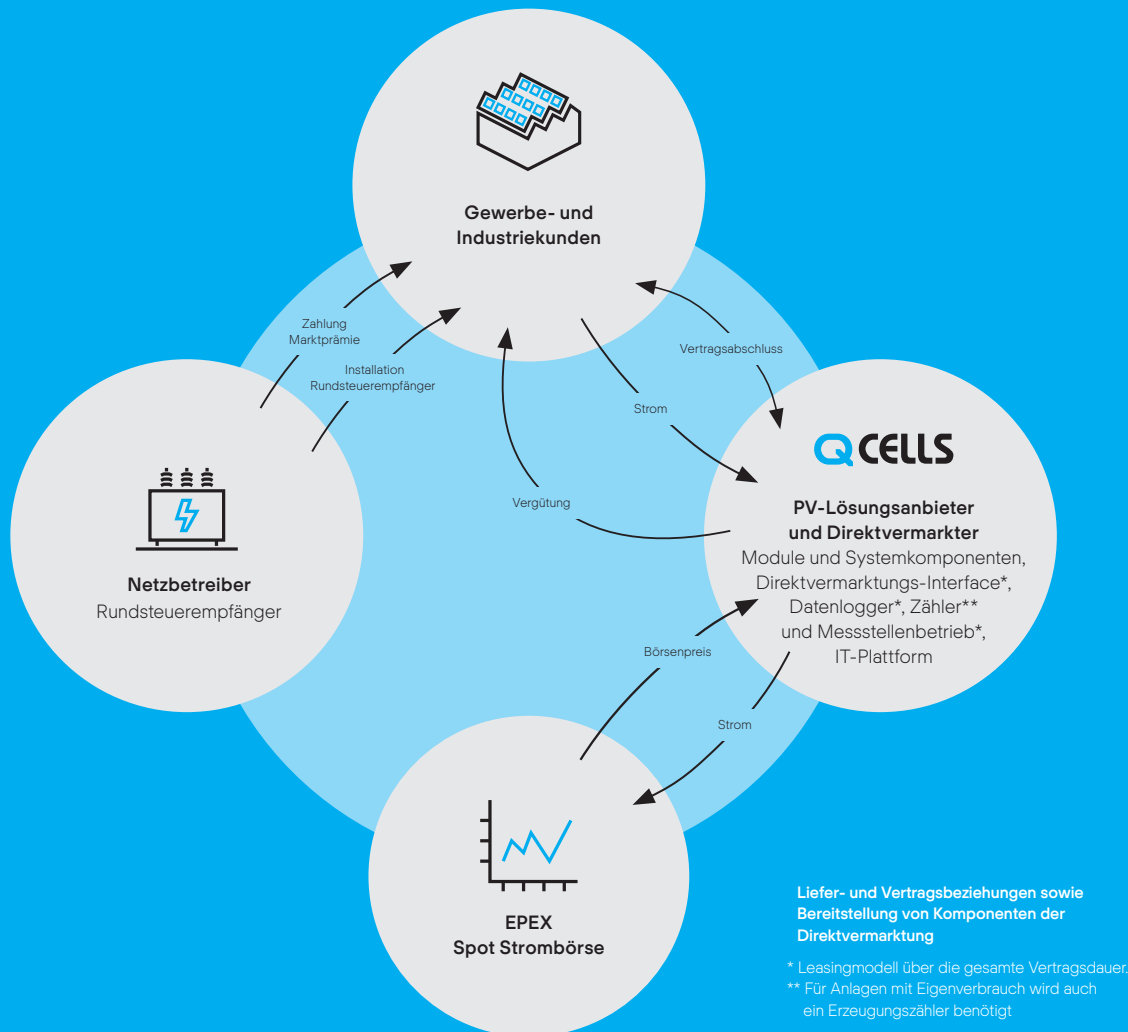 Gewerbe- und
Industriekunden
Zahlung
Marktprämie
Installation
Rundsteuerempfänger
Vertragsabschluss
Strom
Vergütung
Netzbetreiber
Rundsteuerempfänger
Q CELLS
PV-Lösungsanbieter
und Direktvermarkter
Module und Systemkomponenten,
Direktvermarktungs-Interface*,
Datenlogger*, Zähler**
und Messstellenbetrieb*,
IT-Plattform
Börsenpreis
Strom
EPEX
Spot Strombörse
Liefer- und Vertragsbeziehungen sowie
Bereitstellung von Komponenten der
Direktvermarktung
* Leasingmodell über die gesamte Vertragsdauer.
** Für Anlagen mit Eigenverbrauch wird auch
ein Erzeugungszähler benötigt